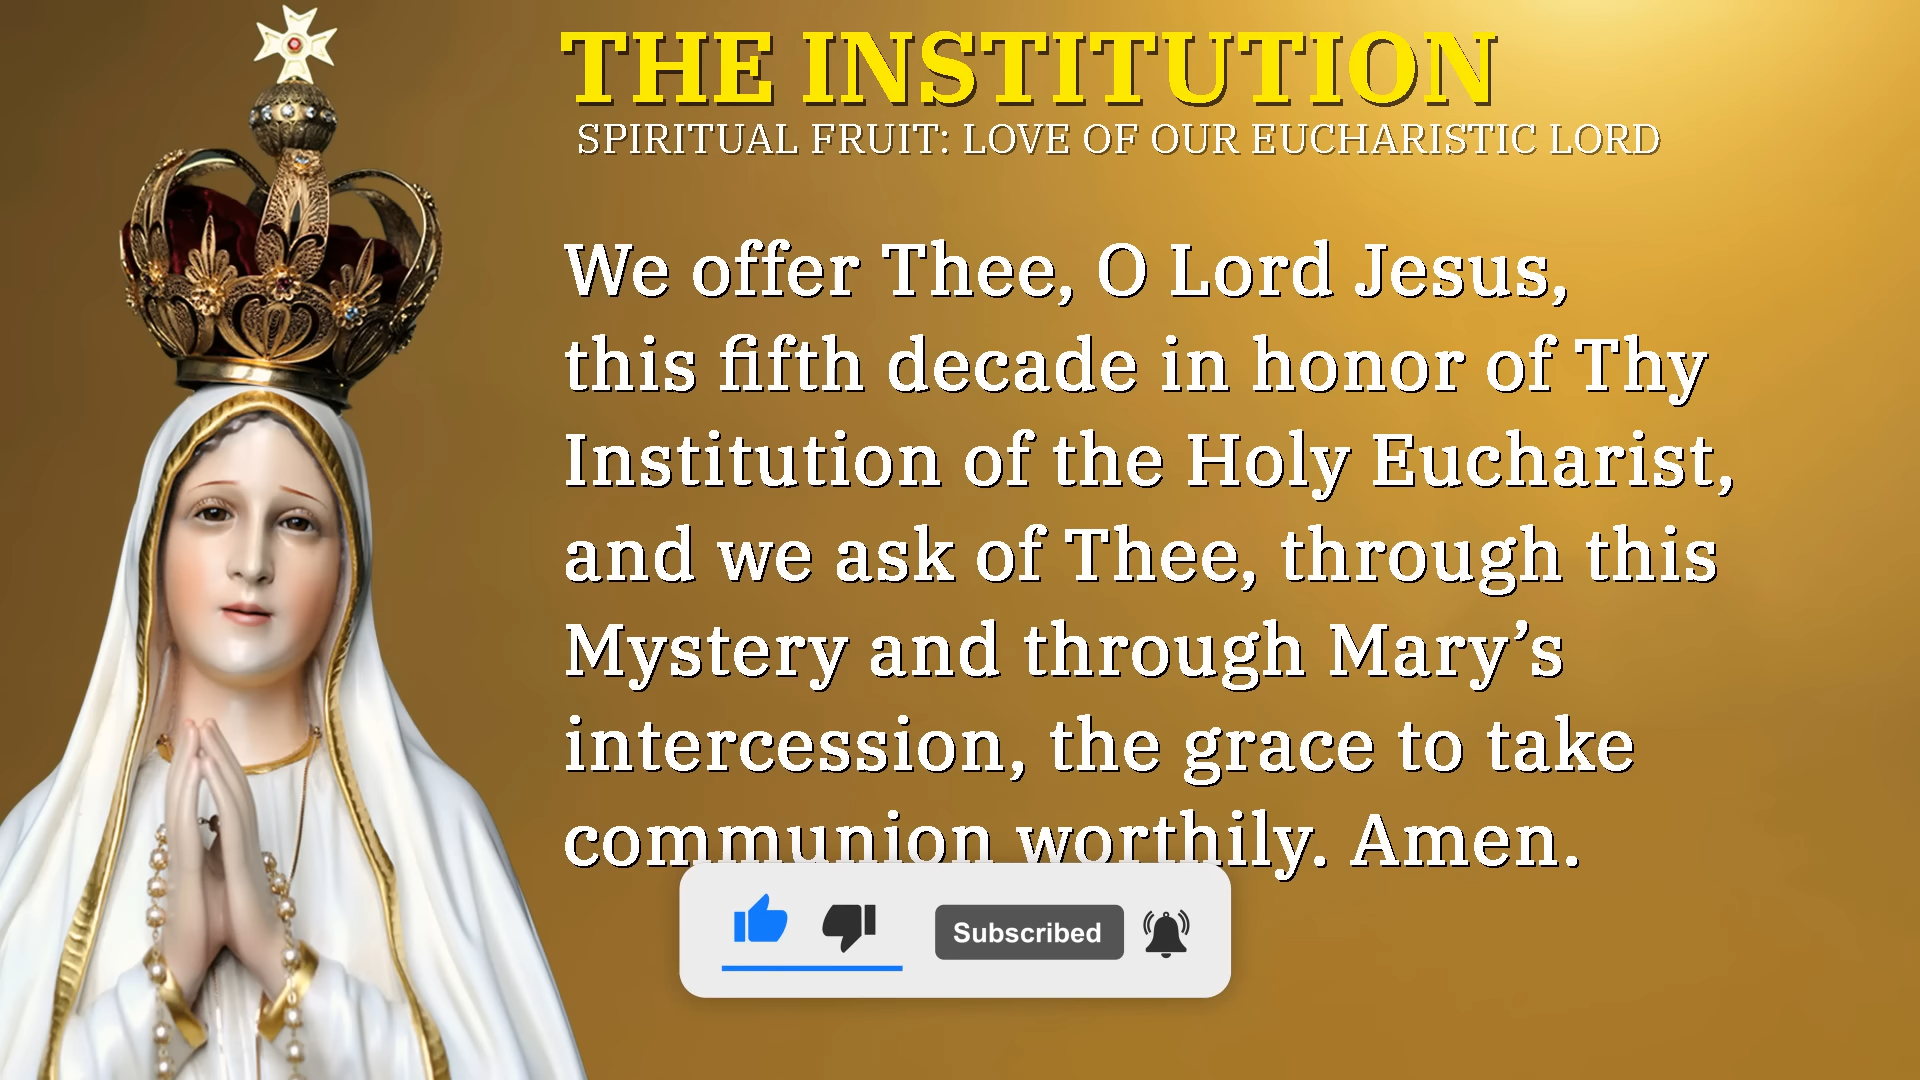 THE INSTITUTION
SPIRITUAL FRUIT: LOVE OF OUR EUCHARISTIC LORD
We offer Thee, O Lord Jesus,
this fifth decade in honor of Thy
Institution of the Holy Eucharist,
and we ask of Thee, through this
Mystery and through Mary’s
intercession, the grace to take
communion worthily. Amen.
Subscribed